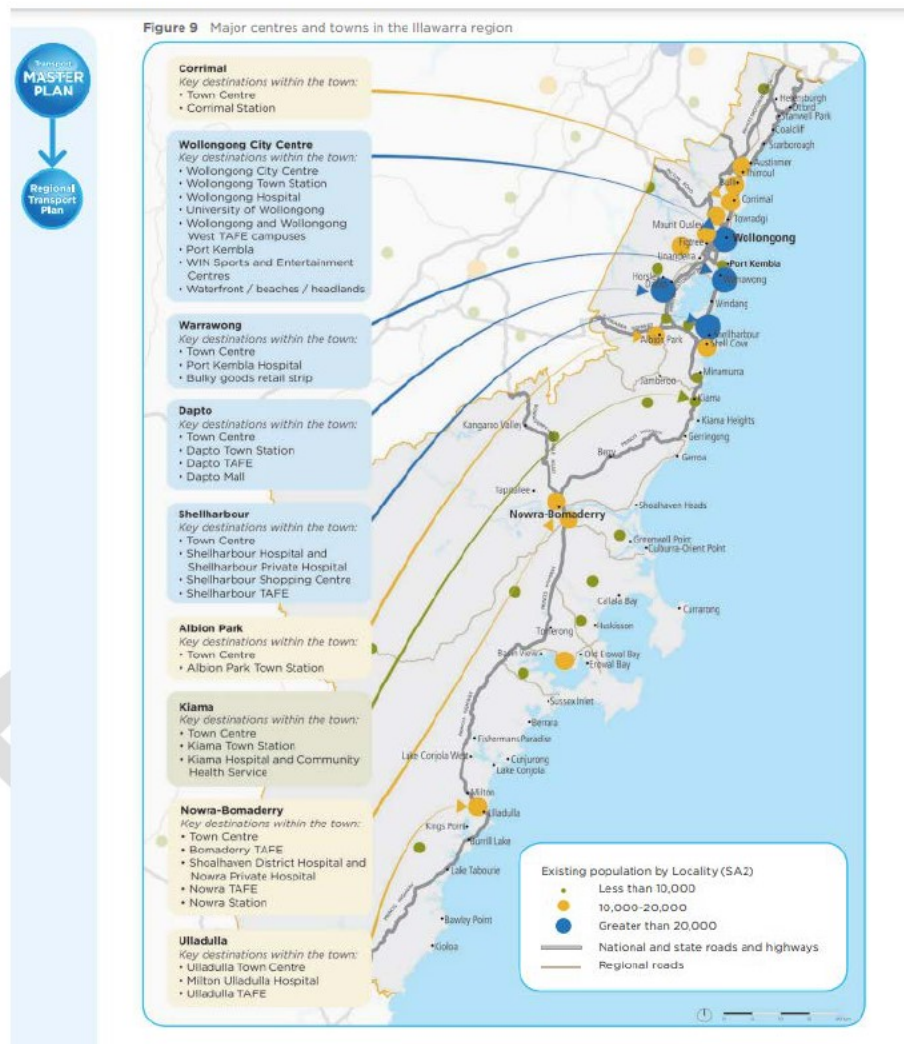 Figure 9 Major centres and towns in the Illawarra region
Transport
MASTER
PLAN
Regional
Transport
Plan
Corrimal
Key destinations within the town:
• Town Centre
• Corrimal Station
Wollongong City Centre
Key destinations within the town:
• Wollongong City Centre
• Wollongong Town Station
• Wollongong Hospital
• University of Wollongong
• Wollongong and Wollongong
West TAFE campuses
• Port Kembla
• WIN Sports and Entertainment
Centres
• Waterfront / beaches / headlands
Warrawong
Key destinations within the town:
• Town Centre
• Port Kembla Hospital
• Bulky goods retail strip
Dapto
Key destinations within the town:
• Town Centre
• Dapto Town Station
• Dapto TAFE
• Dapto Mall
Shellharbour
Key destinations within the town:
• Town Centre
• Shellharbour Hospital and
Shellharbour Private Hospital
• Shellharbour Shopping Centre
• Shellharbour TAFE
Albion Park
Key destinations within the town:
• Town Centre
• Albion Park Town Station
Kiama
Key destinations within the town:
• Town Centre
• Kiama Town Station
• Kiama Hospital and Community
Health Service
Nowra-Bomaderry
Key destinations within the town:
• Town Centre
• Bomaderry TAFE
• Shoalhaven District Hospital and
Nowra Private Hospital
• Nowra TAFE
• Nowra Station
Ulladulla
Key destinations within the town:
• Ulladulla Town Centre
• Milton Ulladulla Hospital
• Ulladulla TAFE
Helensburgh
Otford
Stanwell Park
Coalcliff
Scarborough
Austinmer
Thirroul
Bulli
Corrimal
Towradgi
Mount Ousley
Wollongong
Figtree
Unanderra
Port Kembla
Warrawong
Windang
Shellharbour
Shell Cove
Albion Park
Minamurra
Jamberoo
Kiama
Kiama Heights
Kangaroo Valley
Gerringong
Berry
Gerroa
Tapitallee
Shoalhaven Heads
Nowra-Bomaderry
Greenwell Point
Culburra-Orient Point
Callala Bay
Currarong
Huskisson
Tomerong
Basin View
Old Erowal Bay
Erowal Bay
Sussex Inlet
Berrara
Fishermans Paradise
Lake Conjola West
Cunjurong
Lake Conjola
Milton
Ulladulla
Kings Point
Burrill Lake
Lake Tabourie
Bawley Point
Kioloa
Existing population by Locality (SA2)
Less than 10,000
10,000-20,000
Greater than 20,000
National and state roads and highways
Regional roads